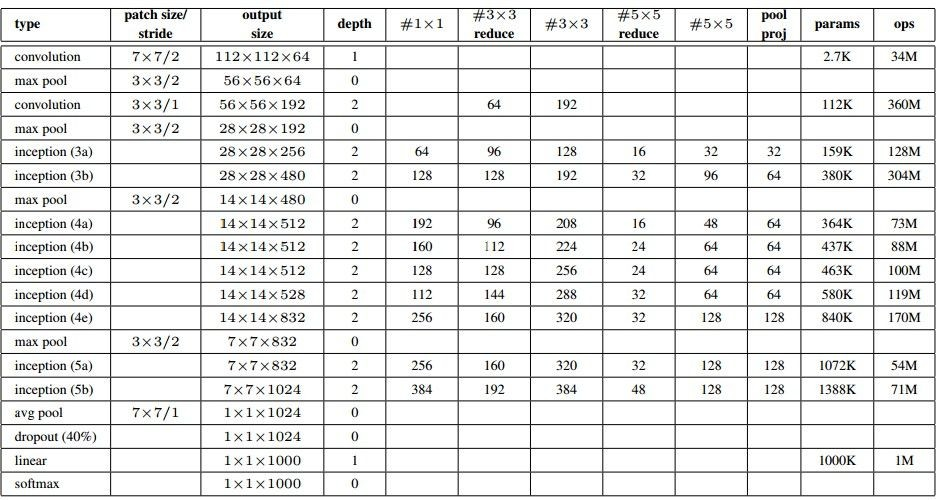 type patch size/ stride output size depth #1×1 #3×3 reduce #3×3 #5×5 reduce #5×5 pool proj params ops
convolution 7×7/2 112×112×64 1 2.7K 34M
max pool 3×3/2 56×56×64 0
convolution 3×3/1 56×56×192 2 64 192 112K 360M
max pool 3×3/2 28×28×192 0
inception (3a) 28×28×256 2 64 96 128 16 32 32 159K 128M
inception (3b) 28×28×480 2 128 128 192 32 96 64 380K 304M
max pool 3×3/2 14×14×480 0
inception (4a) 14×14×512 2 192 96 208 16 48 64 364K 73M
inception (4b) 14×14×512 2 160 112 224 24 64 64 437K 88M
inception (4c) 14×14×512 2 128 128 256 24 64 64 463K 100M
inception (4d) 14×14×528 2 112 144 288 32 64 64 580K 119M
inception (4e) 14×14×832 2 256 160 320 32 128 128 840K 170M
max pool 3×3/2 7×7×832 0
inception (5a) 7×7×832 2 256 160 320 32 128 128 1072K 54M
inception (5b) 7×7×1024 2 384 192 384 48 128 128 1388K 71M
avg pool 7×7/1 1×1×1024 0
dropout (40%) 1×1×1024 0
linear 1×1×1000 1 1000K 1M
softmax 1×1×1000 0